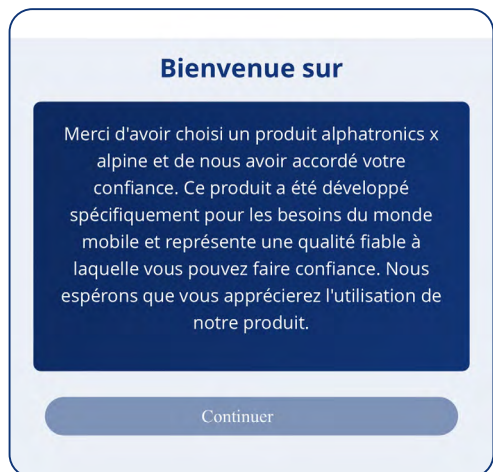 Bienvenue sur
Merci d'avoir choisi un produit alphatronics x
alpine et de nous avoir accordé votre
confiance. Ce produit a été développé
spécifiquement pour les besoins du monde
mobile et représente une qualité fiable à
laquelle vous pouvez faire confiance. Nous
espérons que vous apprécierez l'utilisation de
notre produit.
Continuer